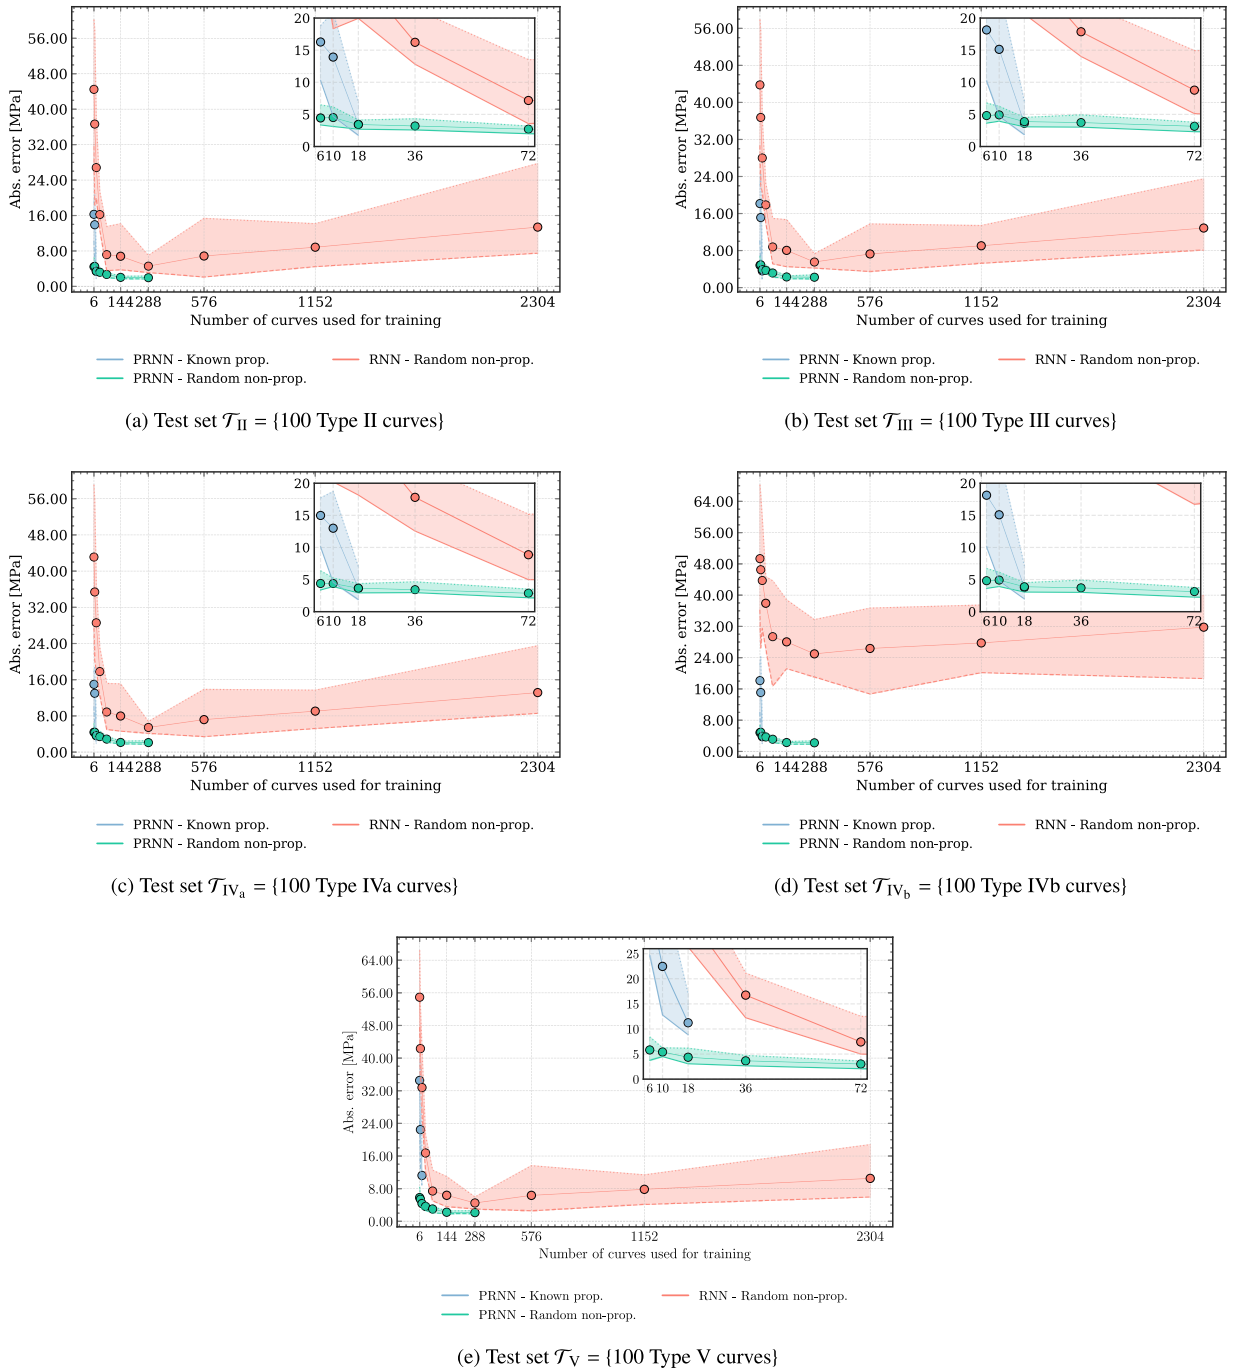 56.00
48.00
40.00
32.00
24.00
16.00
8.00
0.00
Abs. error [MPa]
20
15
10
5
0
6 10 18 36 72
6 144 288 576 1152 2304
Number of curves used for training
PRNN - Known prop. RNN - Random non-prop.
PRNN - Random non-prop.
(a) Test set 𝒯II = {100 Type II curves}
56.00
48.00
40.00
32.00
24.00
16.00
8.00
0.00
Abs. error [MPa]
20
15
10
5
0
6 10 18 36 72
6 144 288 576 1152 2304
Number of curves used for training
PRNN - Known prop. RNN - Random non-prop.
PRNN - Random non-prop.
(b) Test set 𝒯III = {100 Type III curves}
56.00
48.00
40.00
32.00
24.00
16.00
8.00
0.00
Abs. error [MPa]
20
15
10
5
0
6 10 18 36 72
6 144 288 576 1152 2304
Number of curves used for training
PRNN - Known prop. RNN - Random non-prop.
PRNN - Random non-prop.
(c) Test set 𝒯IVa = {100 Type IVa curves}
64.00
56.00
48.00
40.00
32.00
24.00
16.00
8.00
0.00
Abs. error [MPa]
20
15
10
5
0
6 10 18 36 72
6 144 288 576 1152 2304
Number of curves used for training
PRNN - Known prop. RNN - Random non-prop.
PRNN - Random non-prop.
(d) Test set 𝒯IVb = {100 Type IVb curves}
64.00
56.00
48.00
40.00
32.00
24.00
16.00
8.00
0.00
Abs. error [MPa]
25
20
15
10
5
0
6 10 18 36 72
6 144 288 576 1152 2304
Number of curves used for training
PRNN - Known prop. RNN - Random non-prop.
PRNN - Random non-prop.
(e) Test set 𝒯V = {100 Type V curves}